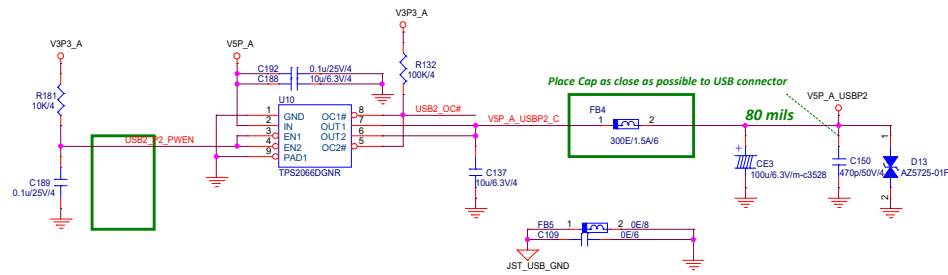 V3P3_A
V3P3_A
V5P_A
C192
0.1u/25V/4
C188
10u/6.3V/4
R132
100K/4
Place Cap as close as possible to USB connector
R181
10K/4
U10
USB2_OC#
FB4
V5P_A_USBP2
1
GND
OC1#
8
2
IN
OUT1
7
V5P_A_USBP2_C
1
2
80 mils
3
EN1
OUT2
6
USB2_P2_PWEN
4
EN2
OC2#
5
300E/1.5A/6
1
9
PAD1
TPS2066DGNR
+
CE3
100u/6.3V/m-c3528
C150
470p/50V/4
D13
AZ5725-01F
C189
0.1u/25V/4
C137
10u/6.3V/4
2
FB5
1
2
0E/8
C109
0E/6
JST_USB_GND